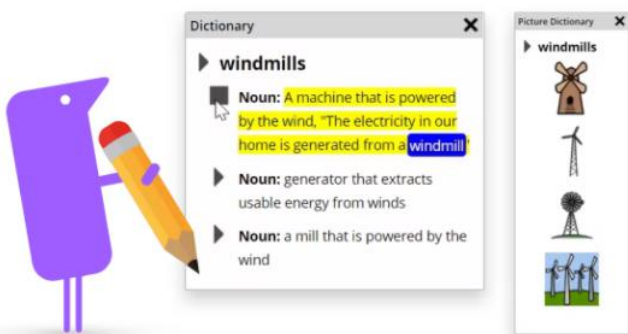 Dictionary
windmills
Noun: A machine that is powered
by the wind, "The electricity in our
home is generated from a windmill"
Noun: generator that extracts
usable energy from winds
Noun: a mill that is powered by the
wind
Picture Dictionary
windmills